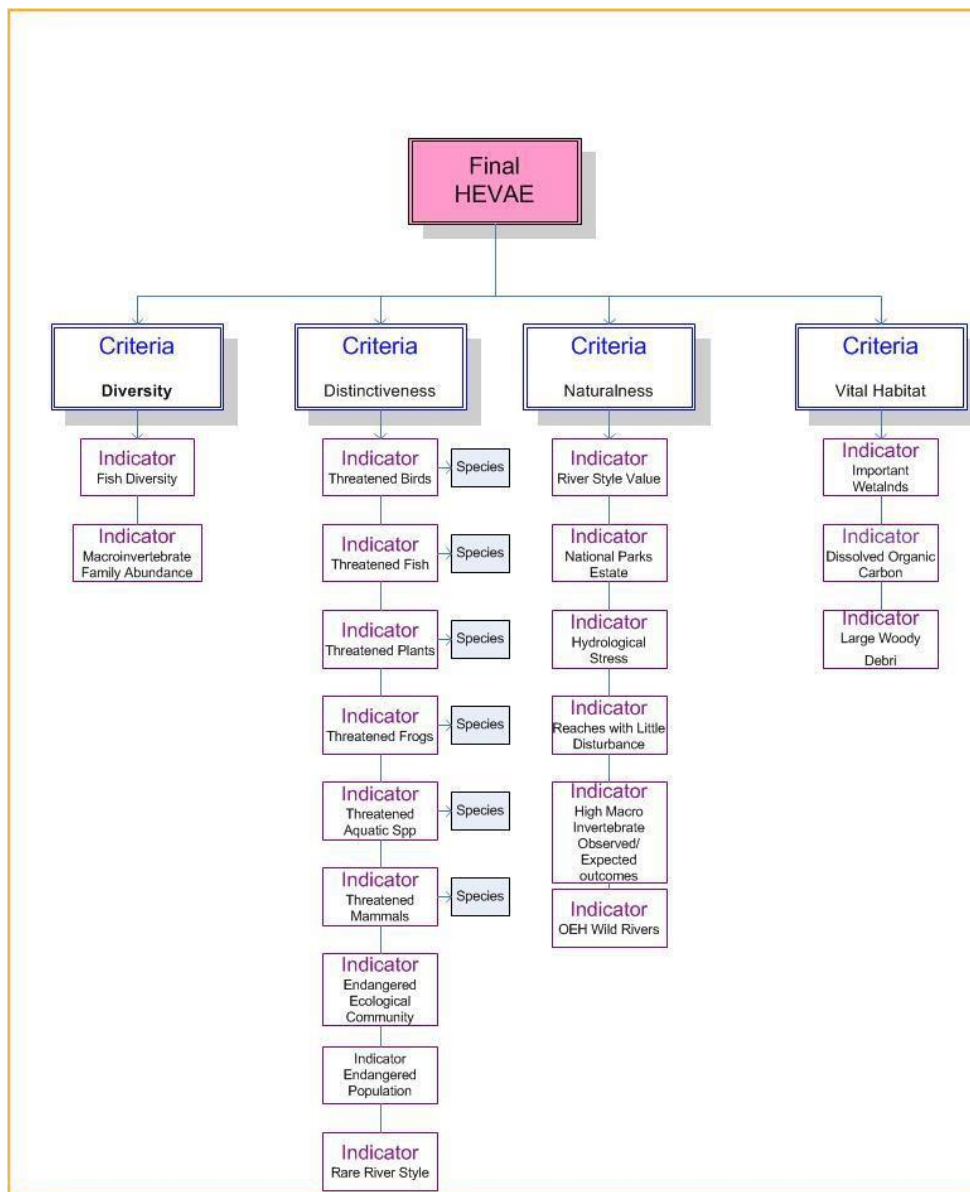 Final
HEVAE
Criteria
Diversity
Indicator
Fish Diversity
Indicator
Macroinvertebrate
Family Abundance
Criteria
Distinctiveness
Indicator
Threatened Birds
Species
Indicator
Threatened Fish
Species
Indicator
Threatened Plants
Species
Indicator
Threatened Frogs
Species
Indicator
Threatened
Aquatic Spp
Species
Indicator
Threatened
Mammals
Species
Indicator
Endangered
Ecological
Community
Indicator
Endangered
Population
Indicator
Rare River Style
Criteria
Naturalness
Indicator
River Style Value
Indicator
National Parks
Estate
Indicator
Hydrological
Stress
Indicator
Reaches with Little
Disturbance
Indicator
High Macro
Invertebrate
Observed/
Expected
outcomes
Indicator
OEH Wild Rivers
Criteria
Vital Habitat
Indicator
Important
Wetalnds
Indicator
Dissolved Organic
Carbon
Indicator
Large Woody
Debri